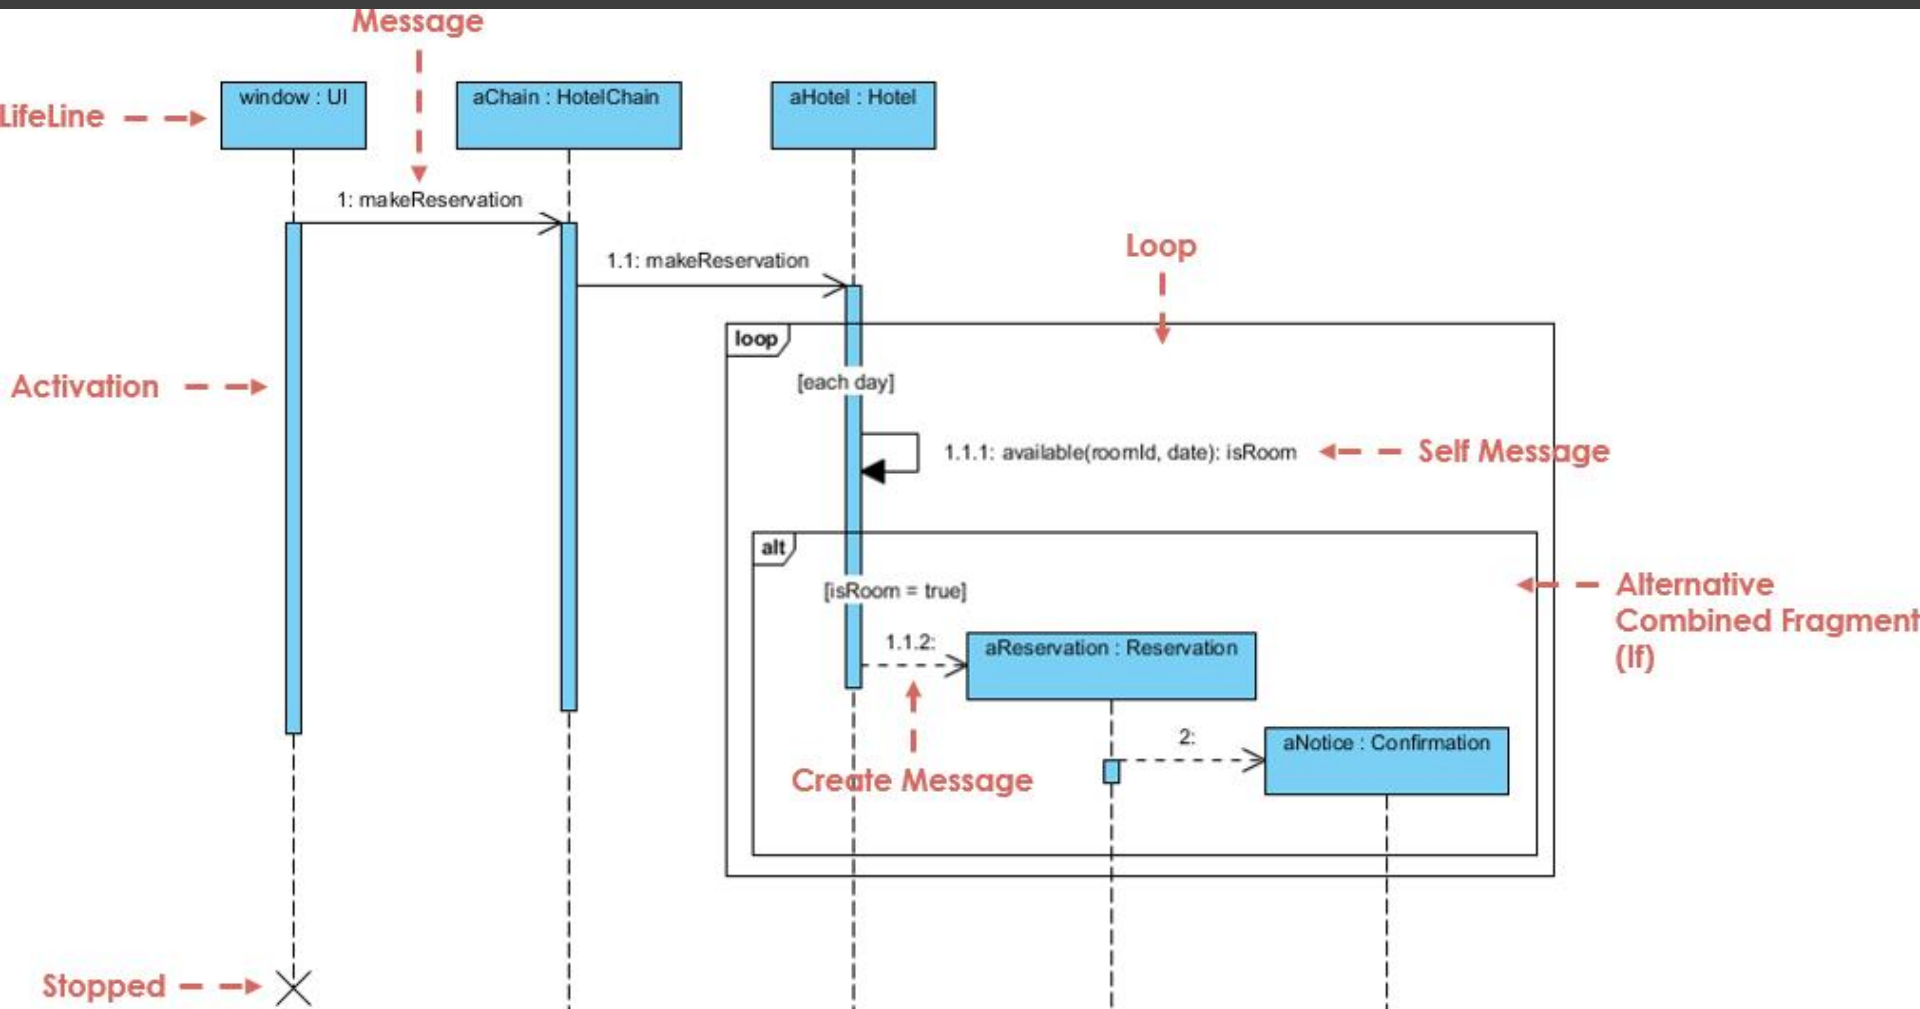 Message
window : UI
aChain : HotelChain
aHotel : Hotel
LifeLine
1: makeReservation
1.1: makeReservation
Loop
loop
[each day]
Activation
1.1.1: available(roomId, date): isRoom
Self Message
alt
[isRoom = true]
Alternative
Combined Fragment
(If)
1.1.2:
aReservation : Reservation
2:
aNotice : Confirmation
Create Message
Stopped